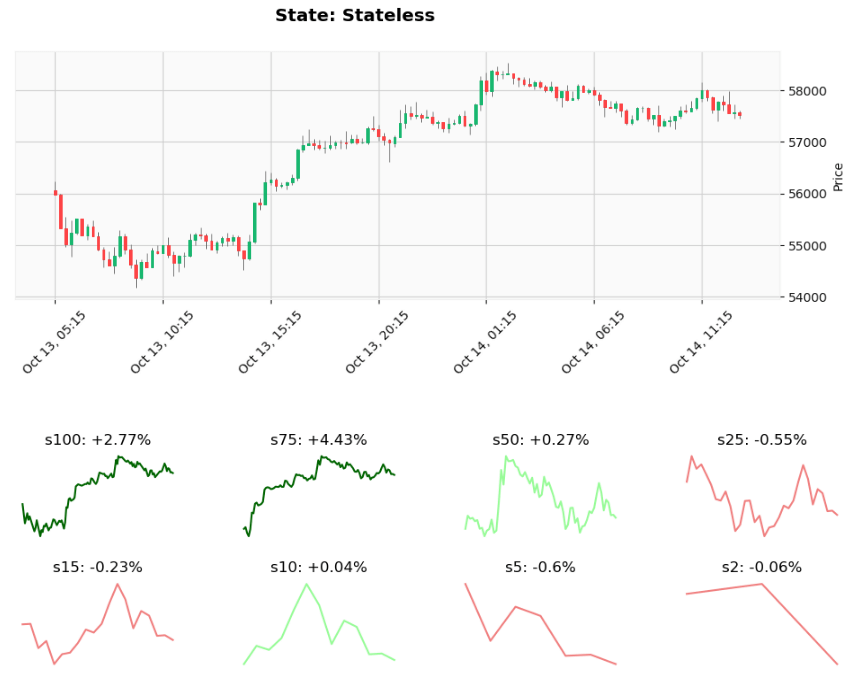 State: Stateless
58000
57000
56000
55000
54000
Price
Oct 13, 05:15
Oct 13, 10:15
Oct 13, 15:15
Oct 13, 20:15
Oct 14, 01:15
Oct 14, 06:15
Oct 14, 11:15
s100: +2.77%
s75: +4.43%
s50: +0.27%
s25: -0.55%
s15: -0.23%
s10: +0.04%
s5: -0.6%
s2: -0.06%